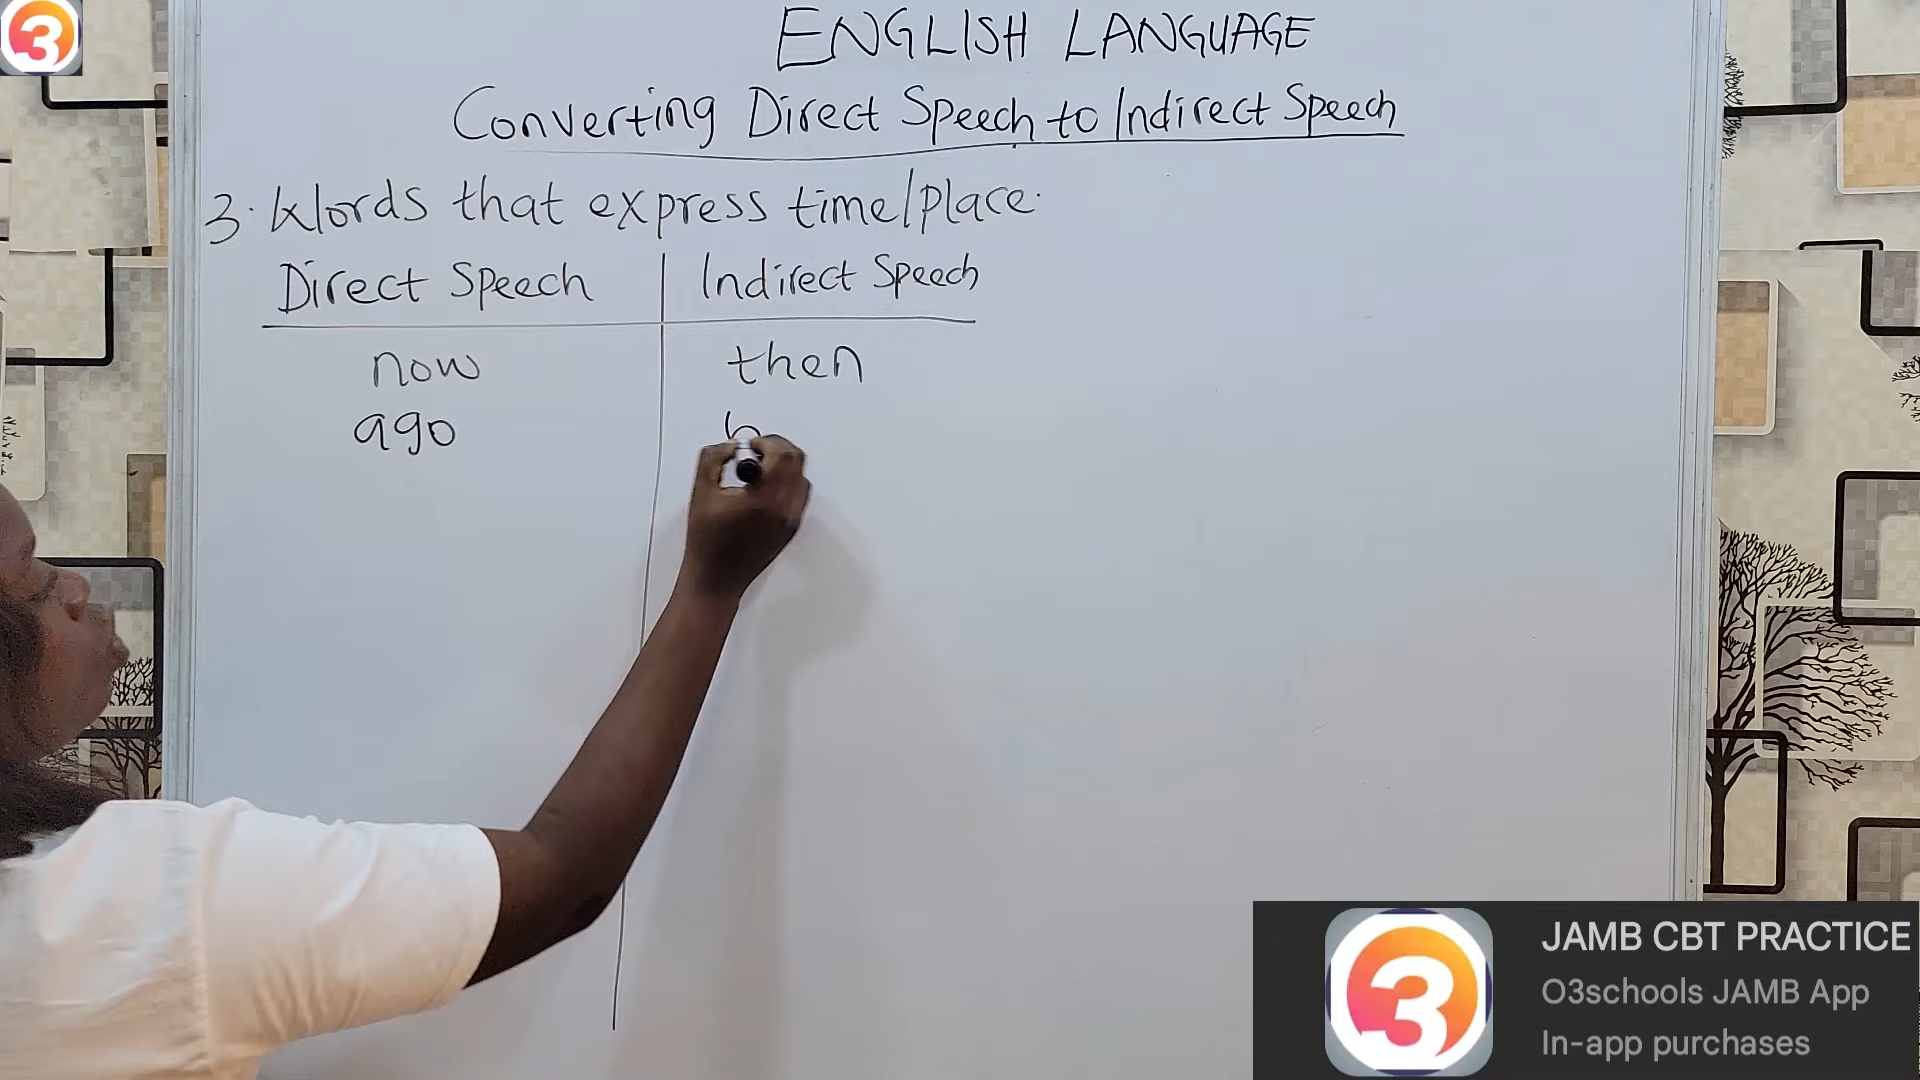 3
ENGLISH LANGUAGE
Converting Direct Speech to Indirect Speech
3. Words that express time/place.
Direct Speech Indirect Speech
now then
ago b
3
JAMB CBT PRACTICE
O3schools JAMB App
In-app purchases